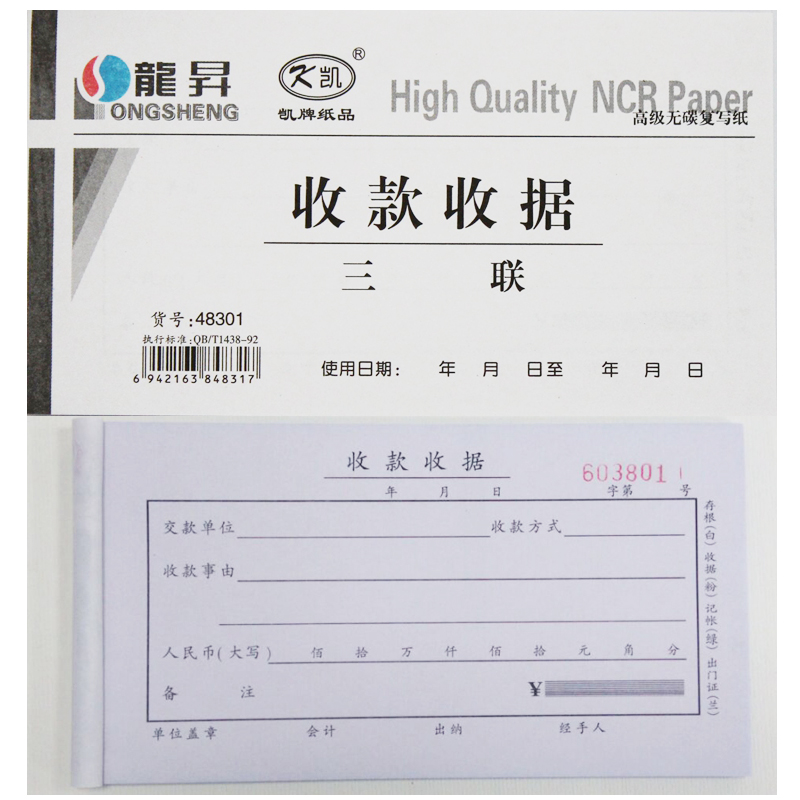 龍昇
ONGSHENG
K凯®
凯牌纸品
High Quality NCR Paper
高级无碳复写纸
收款收据
三 联
货号:48301
执行标准:QB/T1438-92
6 942163 848317
使用日期: 年 月 日至 年 月 日
收款收据
6038011
年 月 日 字第 号
交款单位 收款方式
收款事由
人民币(大写) 佰 拾 万 仟 佰 拾 元 角 分
备 注 ¥
单位盖章 会计 出纳 经手人
存根(白) 收据(粉) 记帐(绿) 出门证(兰)